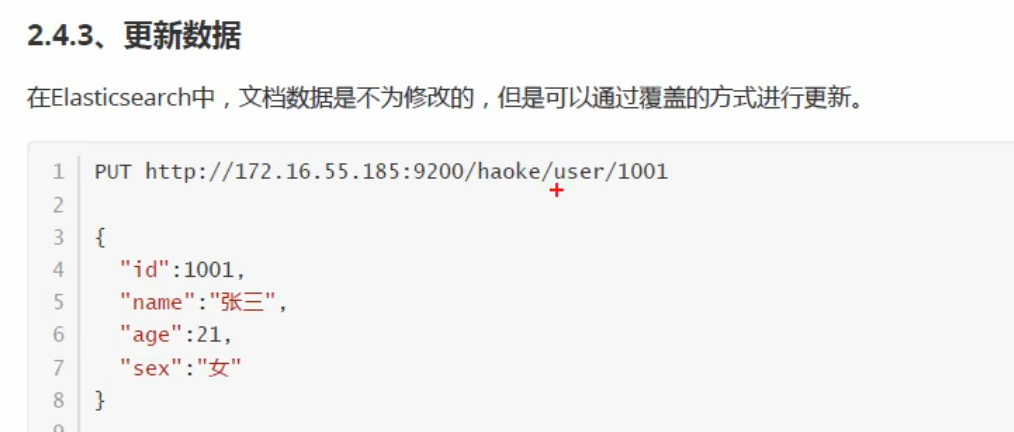 2.4.3、更新数据
在Elasticsearch中，文档数据是不为修改的，但是可以通过覆盖的方式进行更新。
1 PUT http://172.16.55.185:9200/haoke/user/1001
2
3 {
4 "id":1001,
5 "name":"张三",
6 "age":21,
7 "sex":"女"
8 }
9